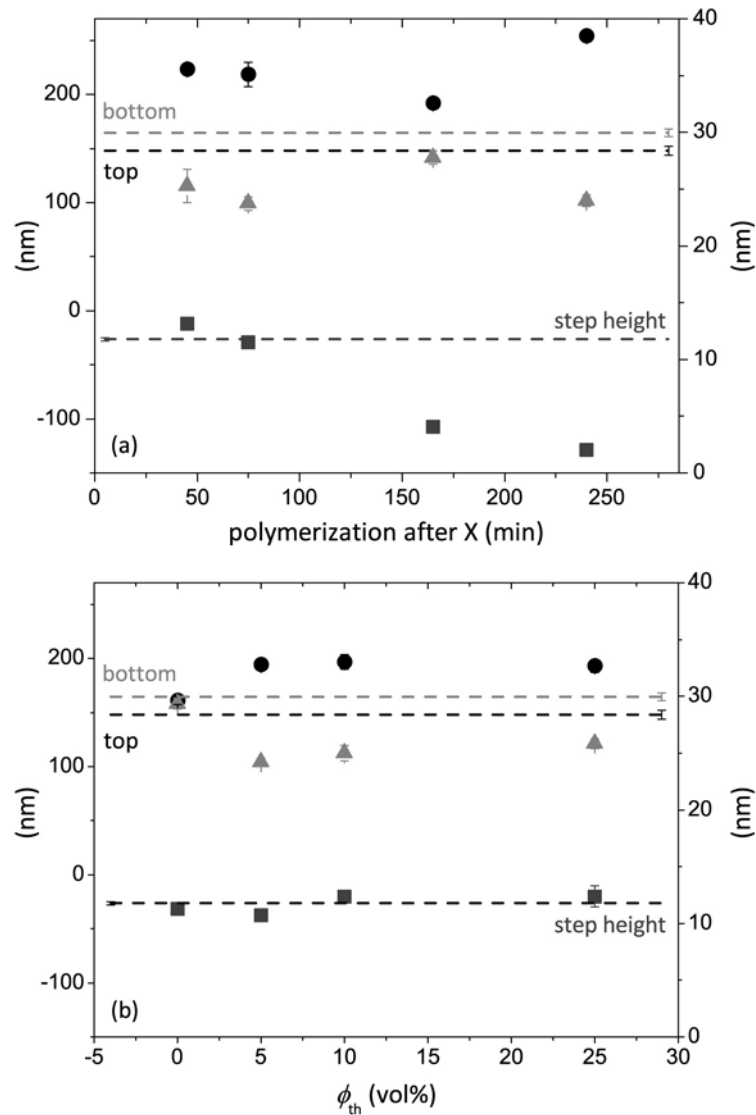 40
200
bottom
30
top
100
(nm)
20
(nm)
0
step height
10
-100
(a)
0
0 50 100 150 200 250
polymerization after X (min)
40
200
bottom
30
top
100
(nm)
20
(nm)
0
step height
10
-100
(b)
0
-5 0 5 10 15 20 25 30
ϕth (vol%)